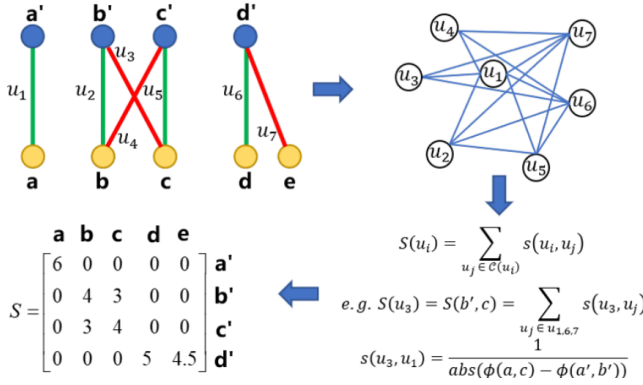 a' b' c' d'
u₁ u₂ u₃ u₄ u₅ u₆ u₇
a b c d e
u₄ u₇
u₃ u₁
u₆
u₂ u₅
S(uᵢ) = ∑_{uⱼ ∈ 𝒞(uᵢ)} s(uᵢ, uⱼ)
e.g. S(u₃) = S(b′, c) = ∑_{uⱼ ∈ u₁.₆.₇} s(u₃, uⱼ)
s(u₃, u₁) = 1 / abs(ϕ(a, c) − ϕ(a′, b′))
a b c d e
6 0 0 0 0 a'
0 4 3 0 0 b'
S =
0 3 4 0 0 c'
0 0 0 5 4.5 d'